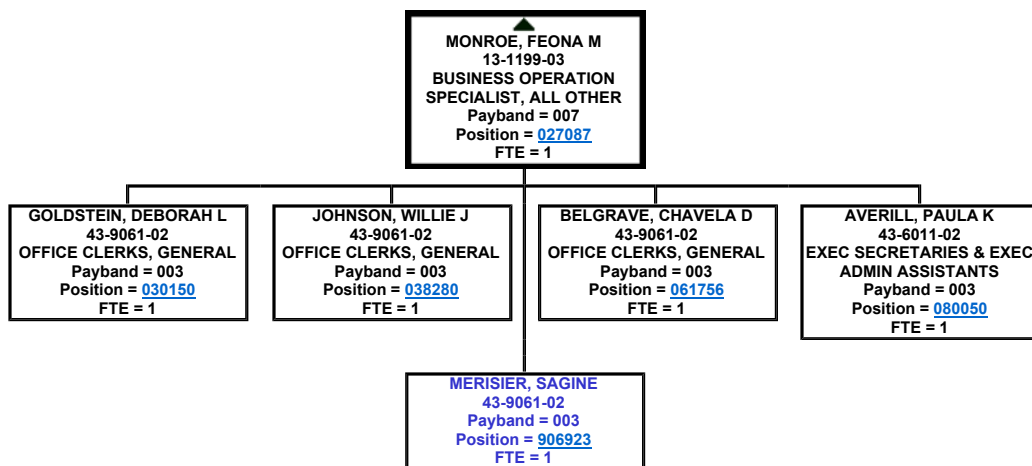 MONROE, FEONA M
13-1199-03
BUSINESS OPERATION
SPECIALIST, ALL OTHER
Payband = 007
Position = 027087
FTE = 1
GOLDSTEIN, DEBORAH L
43-9061-02
OFFICE CLERKS, GENERAL
Payband = 003
Position = 030150
FTE = 1
JOHNSON, WILLIE J
43-9061-02
OFFICE CLERKS, GENERAL
Payband = 003
Position = 038280
FTE = 1
BELGRAVE, CHAVELA D
43-9061-02
OFFICE CLERKS, GENERAL
Payband = 003
Position = 061756
FTE = 1
AVERILL, PAULA K
43-6011-02
EXEC SECRETARIES & EXEC
ADMIN ASSISTANTS
Payband = 003
Position = 080050
FTE = 1
MERISIER, SAGINE
43-9061-02
Payband = 003
Position = 906923
FTE = 1